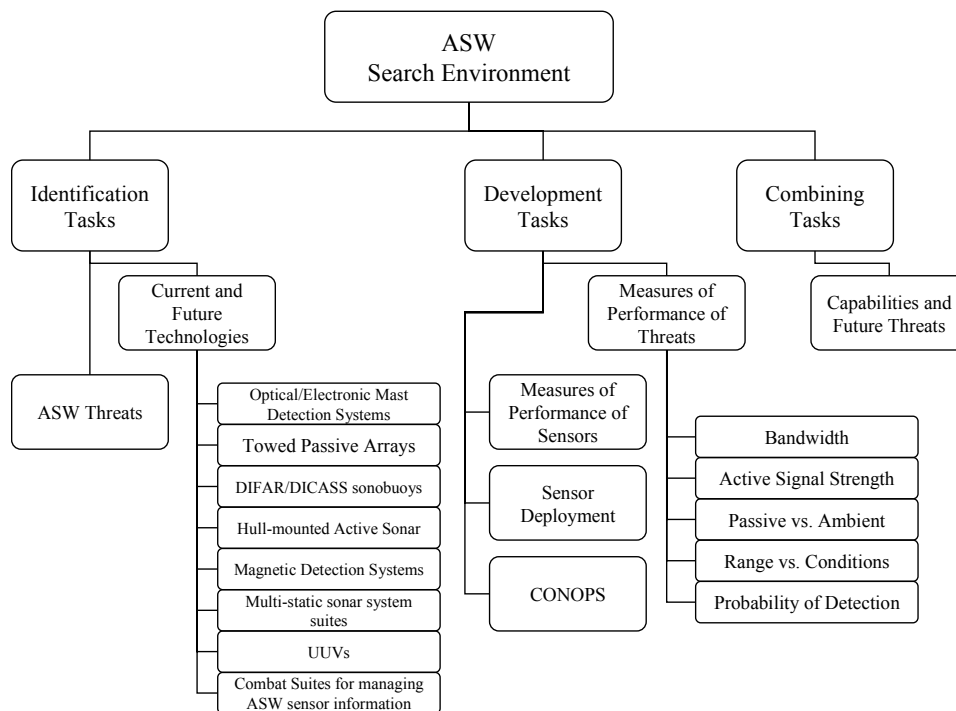 ASW
Search Environment
Identification
Tasks
Development
Tasks
Combining
Tasks
Current and
Future
Technologies
Measures of
Performance of
Threats
Capabilities and
Future Threats
ASW Threats
Optical/Electronic Mast
Detection Systems
Towed Passive Arrays
DIFAR/DICASS sonobuoys
Hull-mounted Active Sonar
Magnetic Detection Systems
Multi-static sonar system
suites
UUVs
Combat Suites for managing
ASW sensor information
Measures of
Performance of
Sensors
Sensor
Deployment
CONOPS
Bandwidth
Active Signal Strength
Passive vs. Ambient
Range vs. Conditions
Probability of Detection